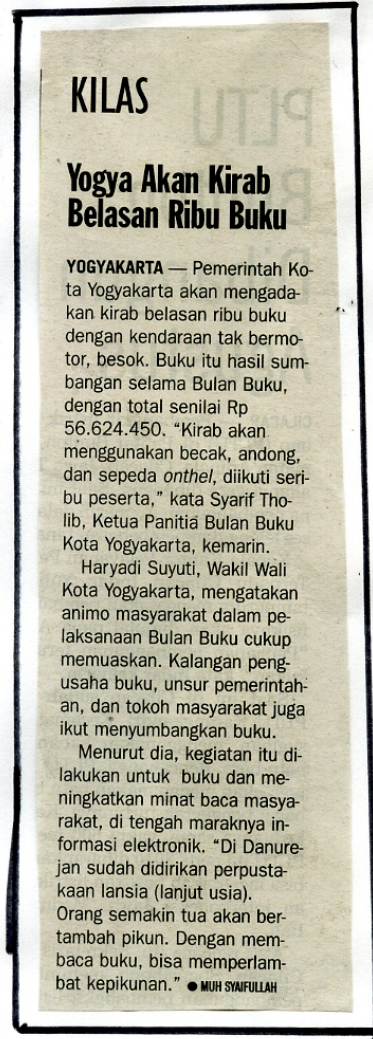 KILAS
Yogya Akan Kirab
Belasan Ribu Buku
YOGYAKARTA — Pemerintah Ko-
ta Yogyakarta akan mengada-
kan kirab belasan ribu buku
dengan kendaraan tak bermo-
tor, besok. Buku itu hasil sum-
bangan selama Bulan Buku,
dengan total senilai Rp
56.624.450. “Kirab akan
menggunakan becak, andong,
dan sepeda onthel, diikuti seri-
bu peserta,” kata Syarif Tho-
lib, Ketua Panitia Bulan Buku
Kota Yogyakarta, kemarin.
Haryadi Suyuti, Wakil Wali
Kota Yogyakarta, mengatakan
animo masyarakat dalam pe-
laksanaan Bulan Buku cukup
memuaskan. Kalangan peng-
usaha buku, unsur pemerintah-
an, dan tokoh masyarakat juga
ikut menyumbangkan buku.
Menurut dia, kegiatan itu di-
lakukan untuk buku dan me-
ningkatkan minat baca masya-
rakat, di tengah maraknya in-
formasi elektronik. “Di Danure-
jan sudah didirikan perpusta-
kaan lansia (lanjut usia).
Orang semakin tua akan ber-
tambah pikun. Dengan mem-
baca buku, bisa memperlam-
bat kepikunan.” ● MUH SYAIFULLAH